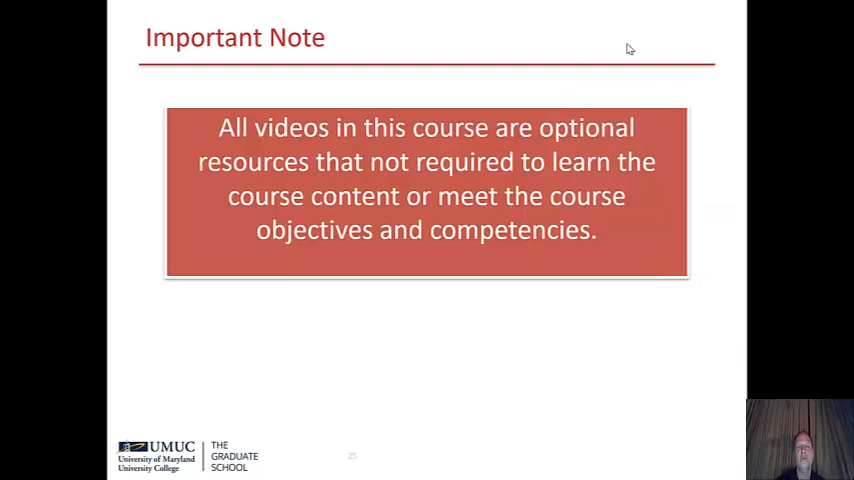 Important Note
All videos in this course are optional
resources that not required to learn the
course content or meet the course
objectives and competencies.
UMUC
University of Maryland
University College
THE
GRADUATE
SCHOOL
25